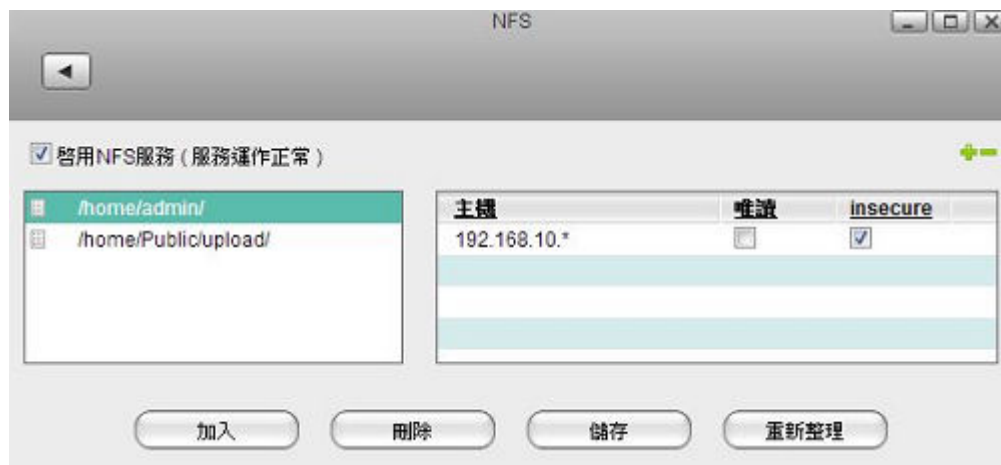 NFS
啓用NFS服務 ( 服務運作正常 )
/home/admin/
/home/Public/upload/
主機 唯讀 insecure
192.168.10.*
加入 刪除 儲存 重新整理